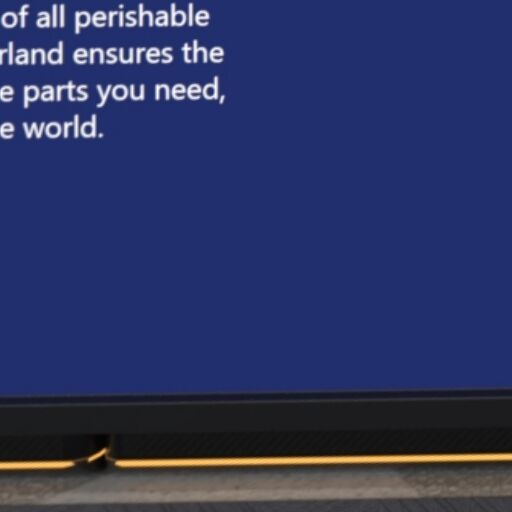 of all perishable
rland ensures the
e parts you need,
e world.